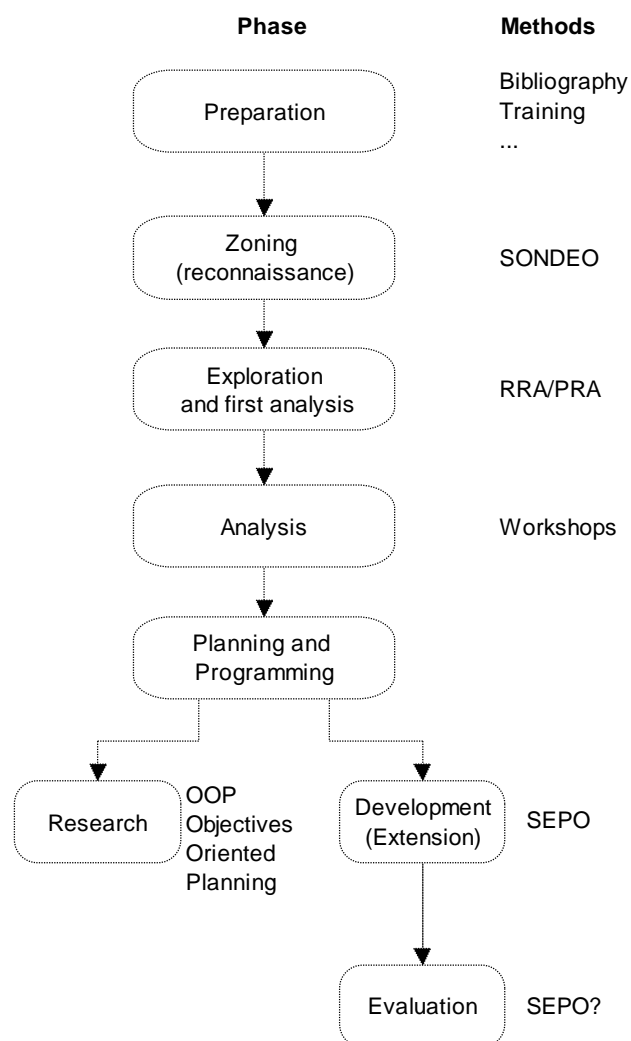 Phase
Methods
Preparation
Bibliography
Training
...
Zoning
(reconnaissance)
SONDEO
Exploration
and first analysis
RRA/PRA
Analysis
Workshops
Planning and
Programming
Research
OOP
Objectives
Oriented
Planning
Development
(Extension)
SEPO
Evaluation
SEPO?